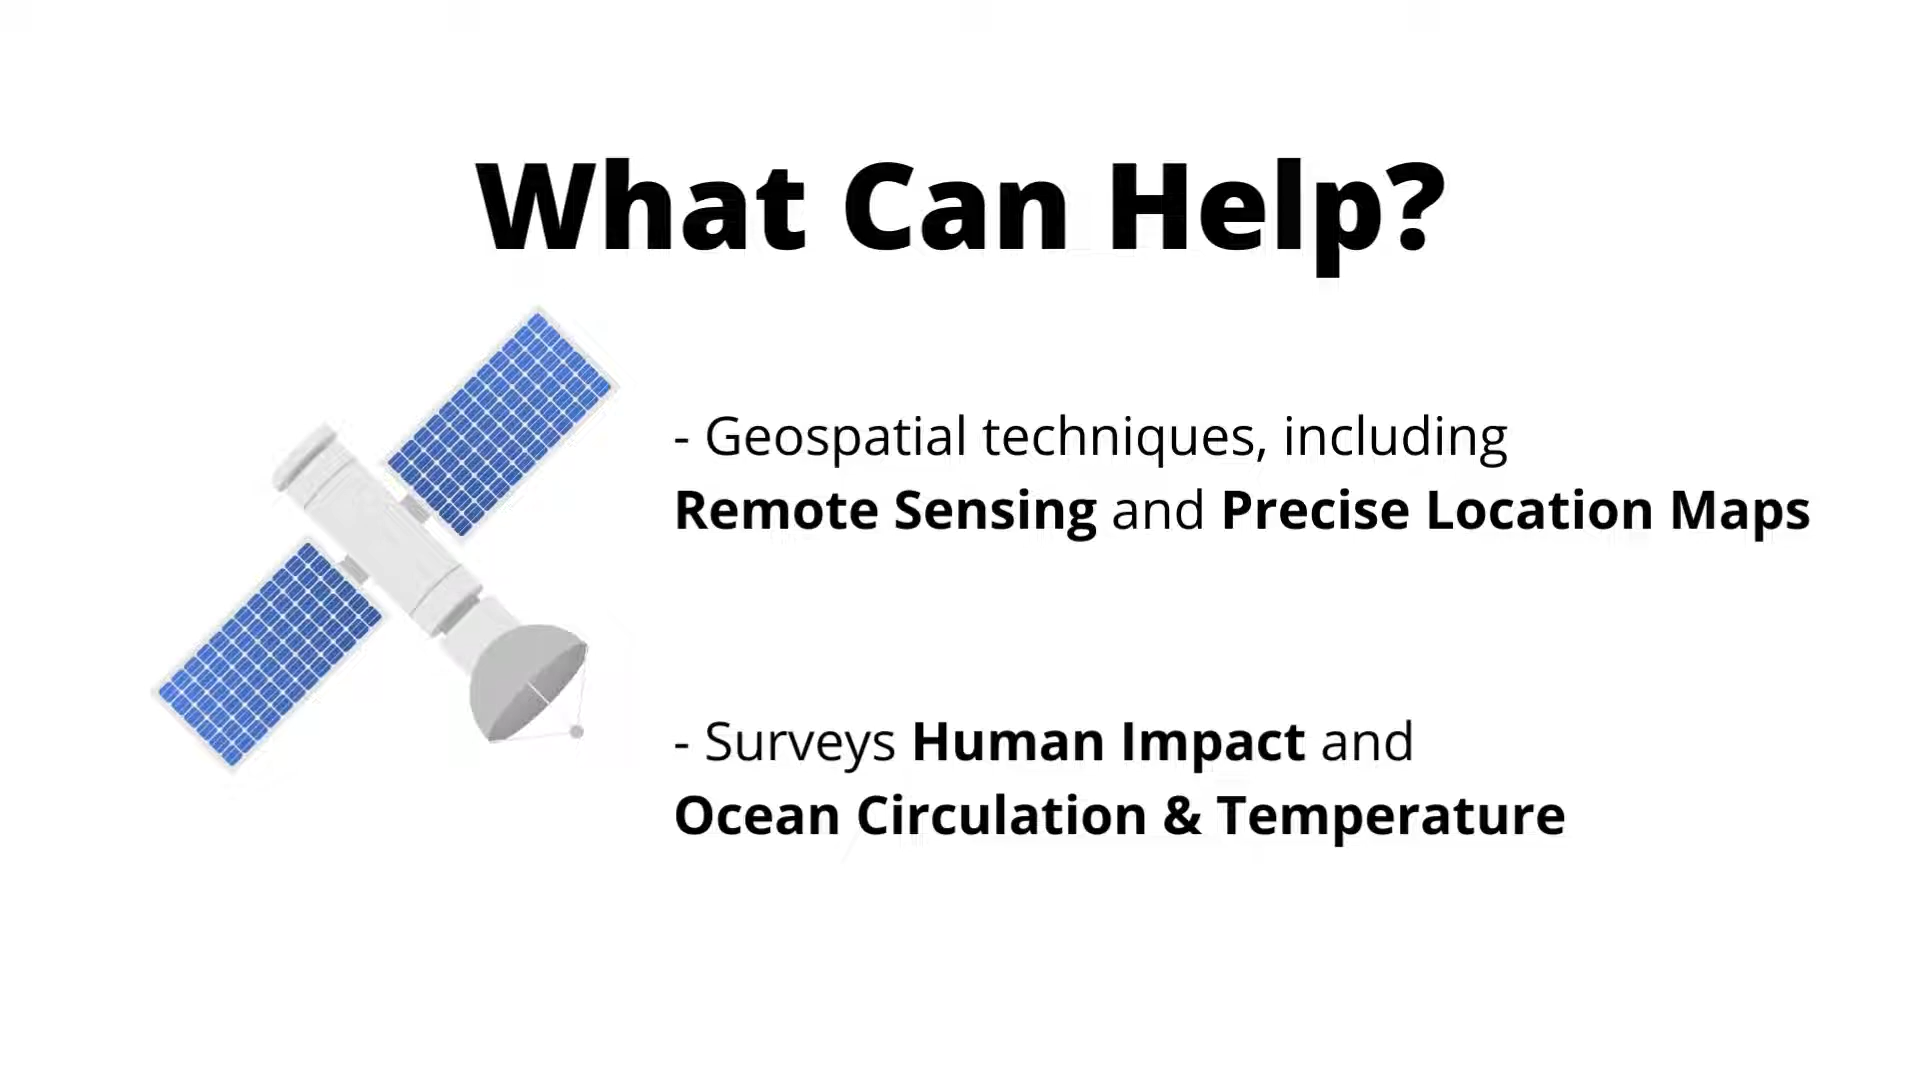 What Can Help?
- Geospatial techniques, including
Remote Sensing and Precise Location Maps
- Surveys Human Impact and
Ocean Circulation & Temperature